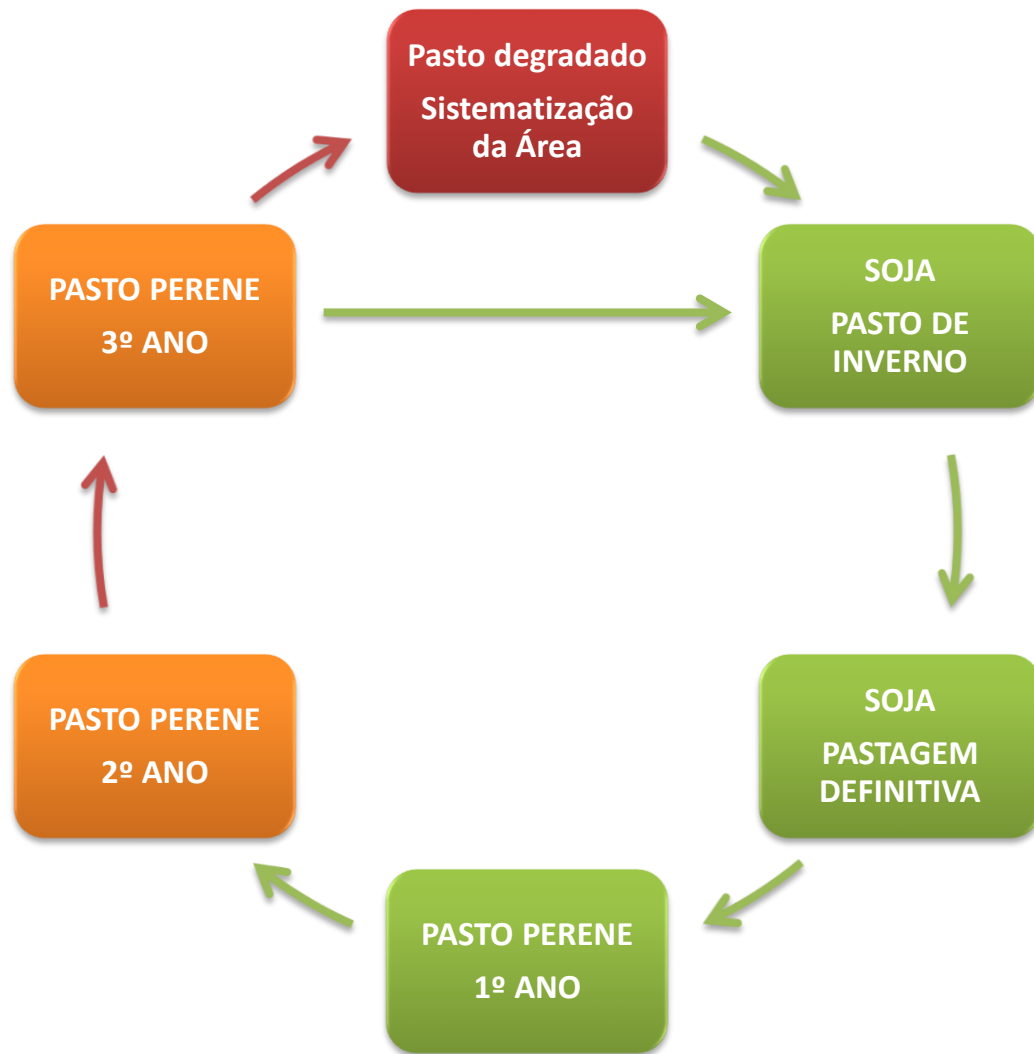 Pasto degradado
Sistematização
da Área
SOJA
PASTO DE
INVERNO
SOJA
PASTAGEM
DEFINITIVA
PASTO PERENE
1º ANO
PASTO PERENE
2º ANO
PASTO PERENE
3º ANO